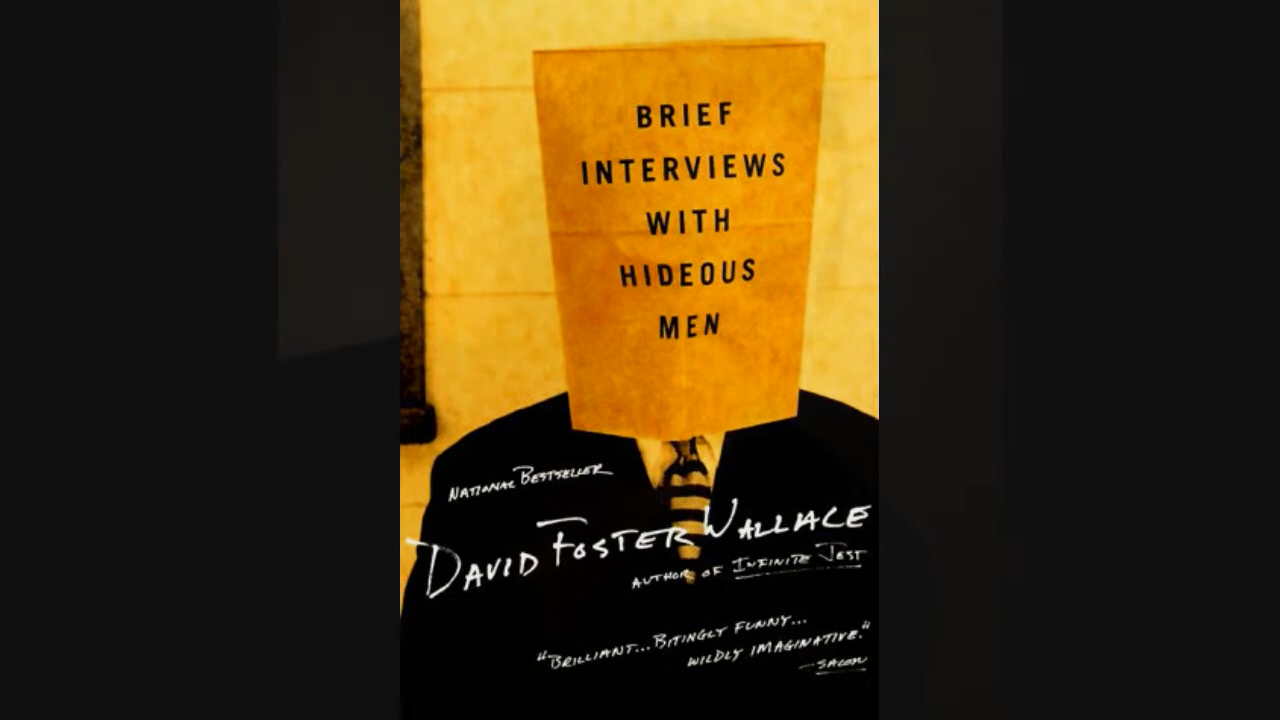 BRIEF
INTERVIEWS
WITH
HIDEOUS
MEN
NATIONAL BESTSELLER
DAVID FOSTER WALLACE
AUTHOR OF INFINITE JEST
"BRILLIANT... BITINGLY FUNNY...
WILDLY IMAGINATIVE."
—SALON